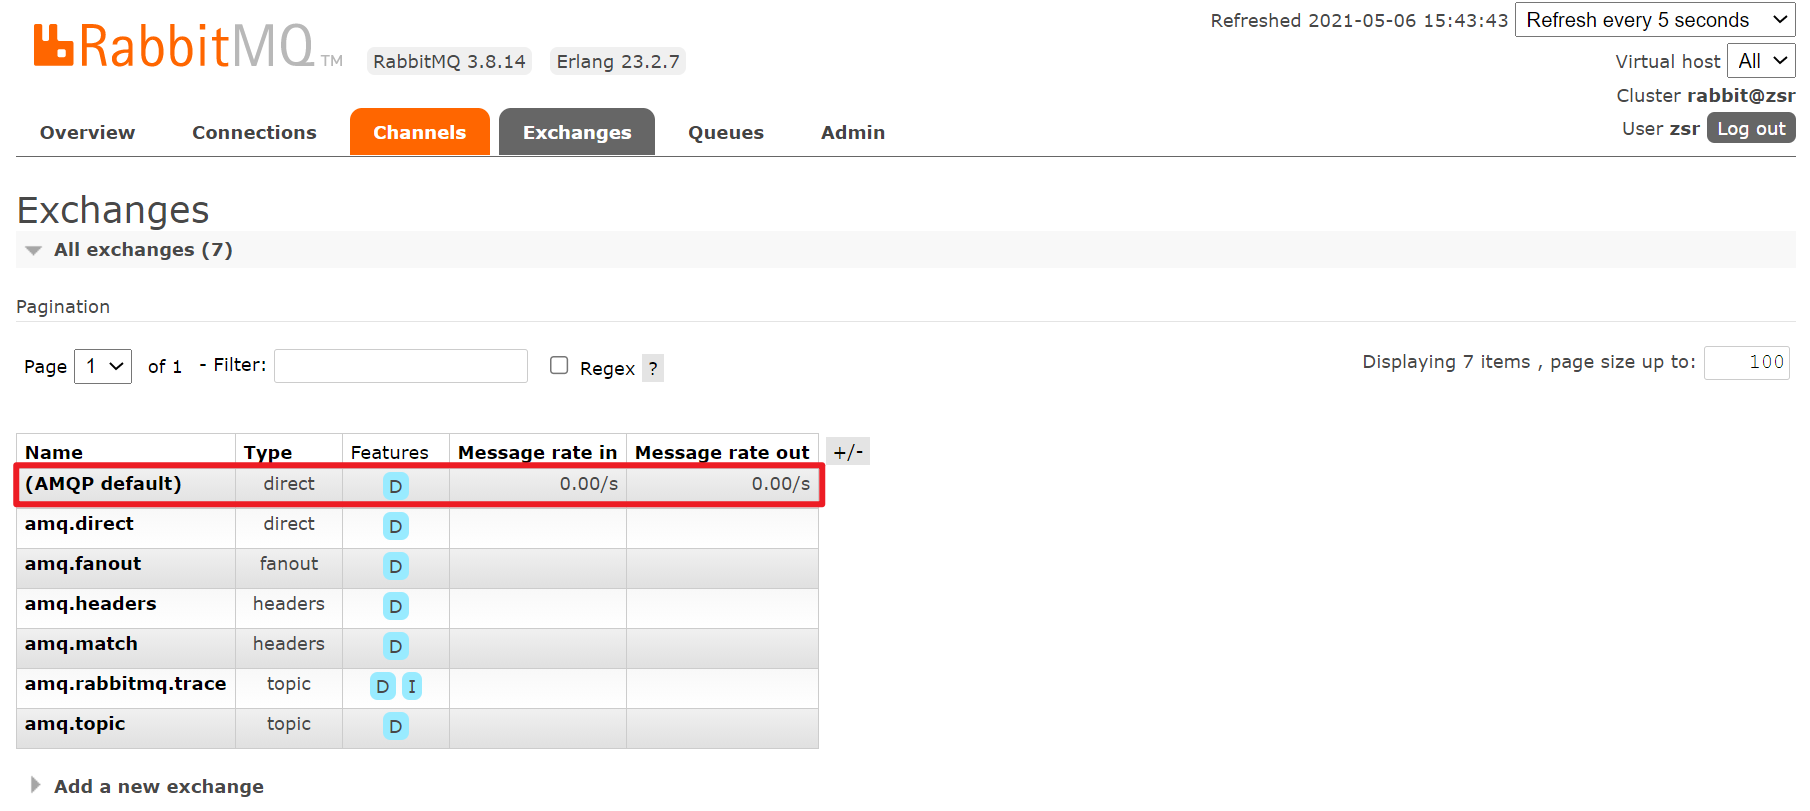 Refreshed 2021-05-06 15:43:43 Refresh every 5 seconds
RabbitMQ TM RabbitMQ 3.8.14 Erlang 23.2.7
Virtual host All
Cluster rabbit@zsr
User zsr Log out
Overview Connections Channels Exchanges Queues Admin
Exchanges
All exchanges (7)
Pagination
Page 1 of 1 - Filter: Regex ? Displaying 7 items , page size up to: 100
Name Type Features Message rate in Message rate out +/-
(AMQP default) direct D 0.00/s 0.00/s
amq.direct direct D
amq.fanout fanout D
amq.headers headers D
amq.match headers D
amq.rabbitmq.trace topic D I
amq.topic topic D
Add a new exchange